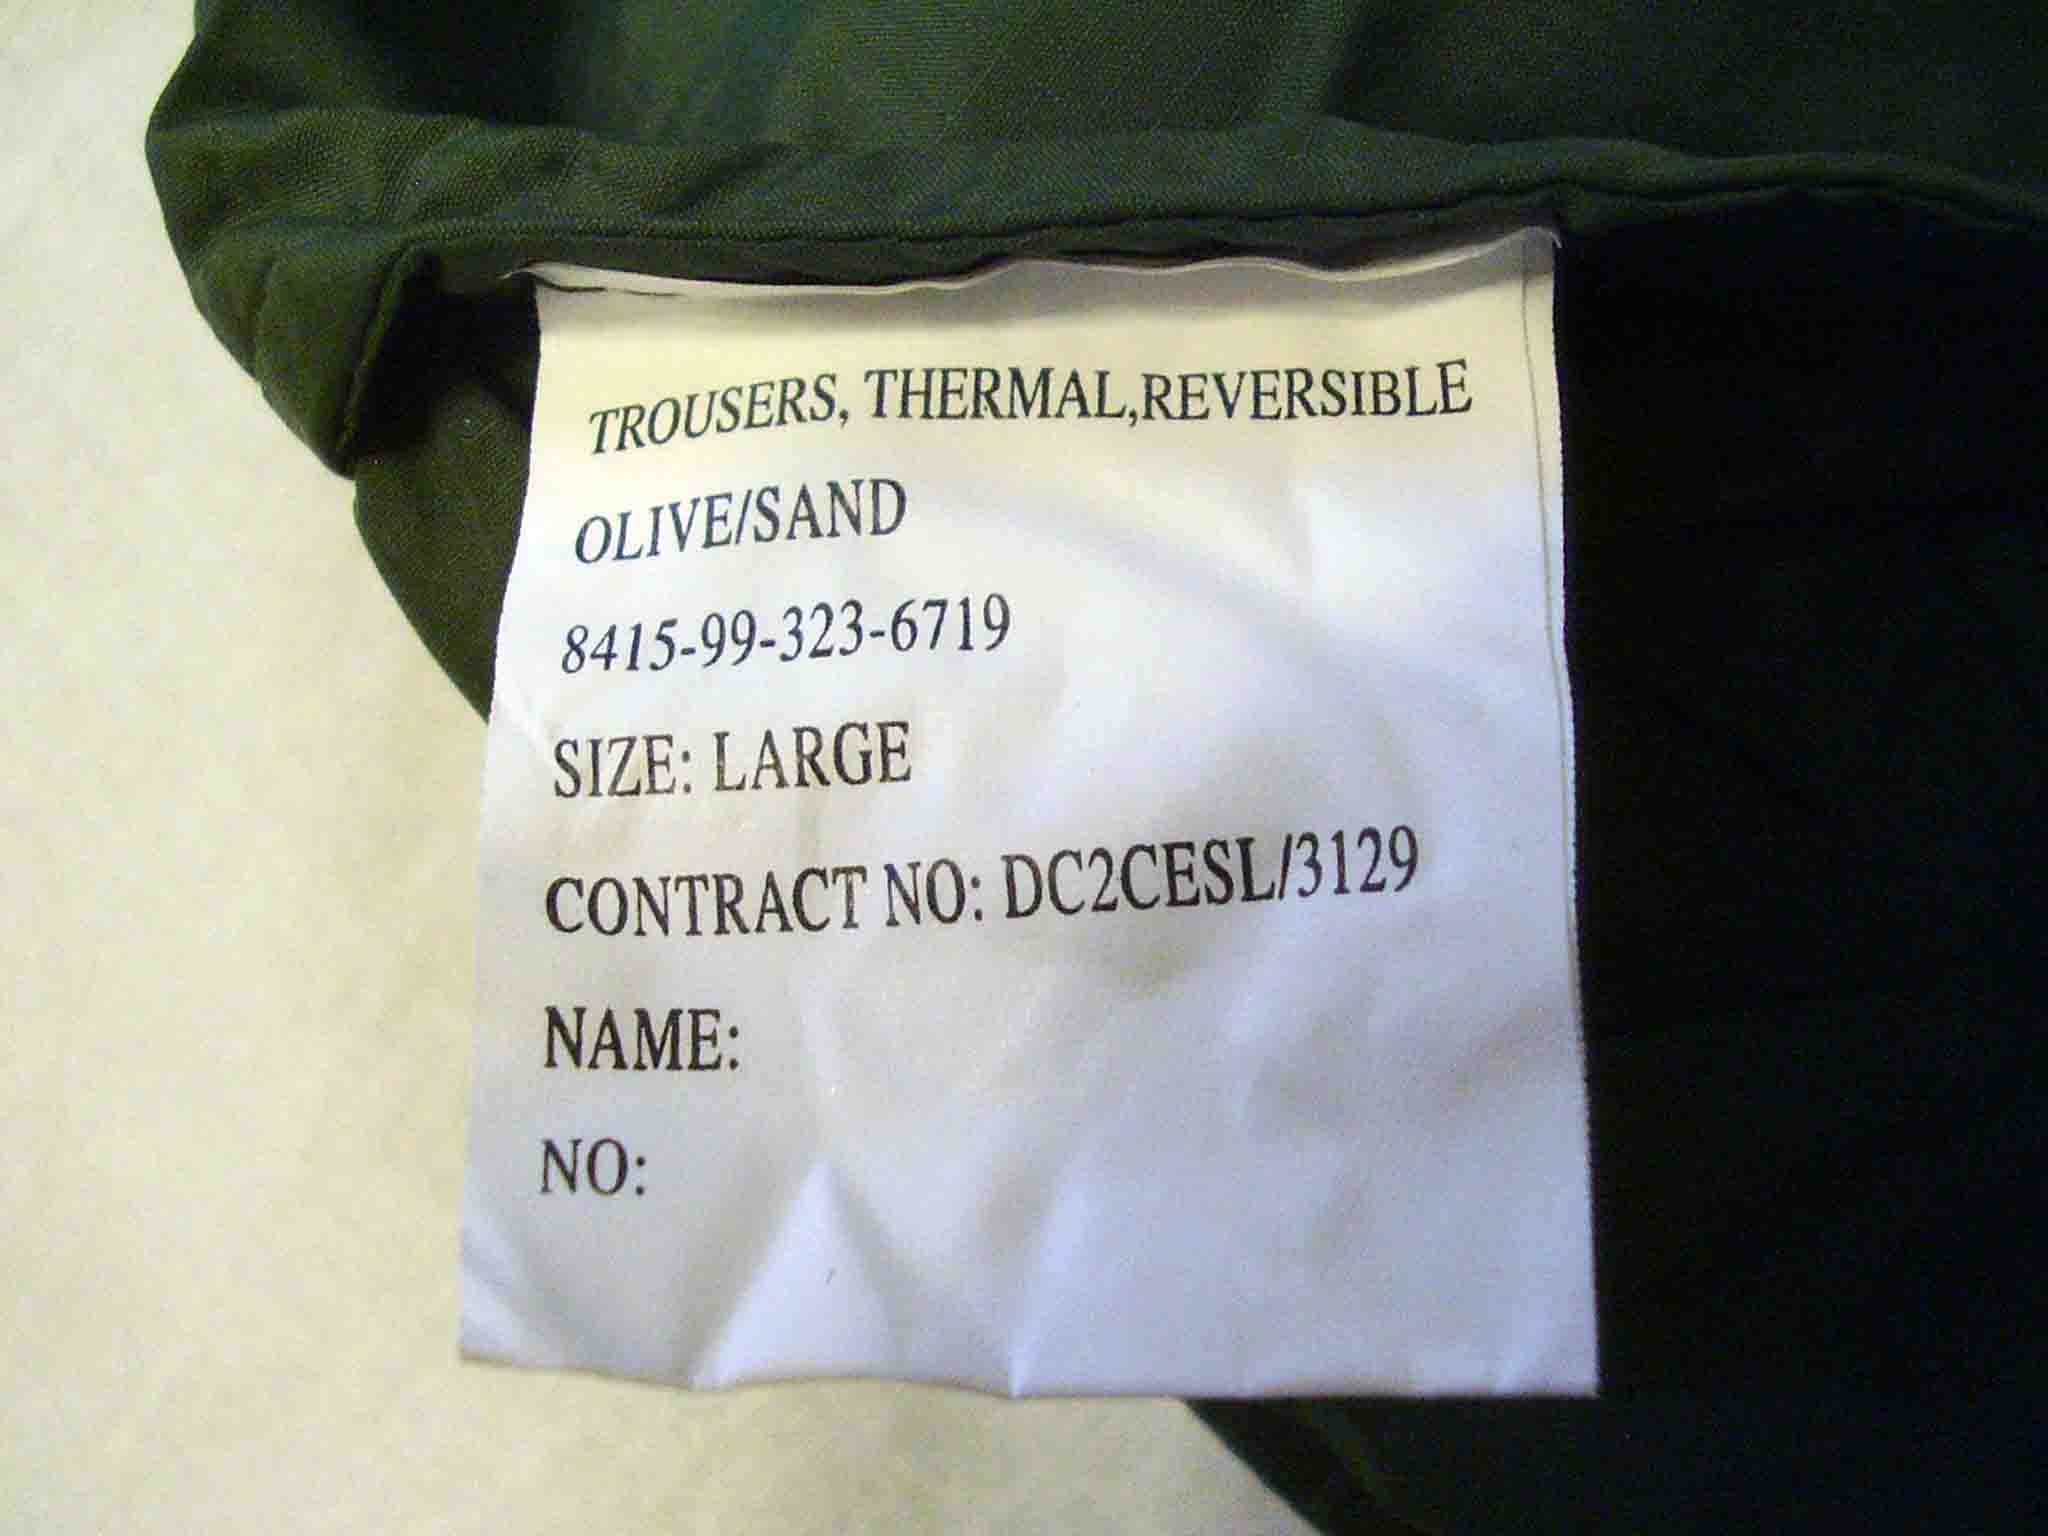 TROUSERS, THERMAL,REVERSIBLE
OLIVE/SAND
8415-99-323-6719
SIZE: LARGE
CONTRACT NO: DC2CESL/3129
NAME:
NO: